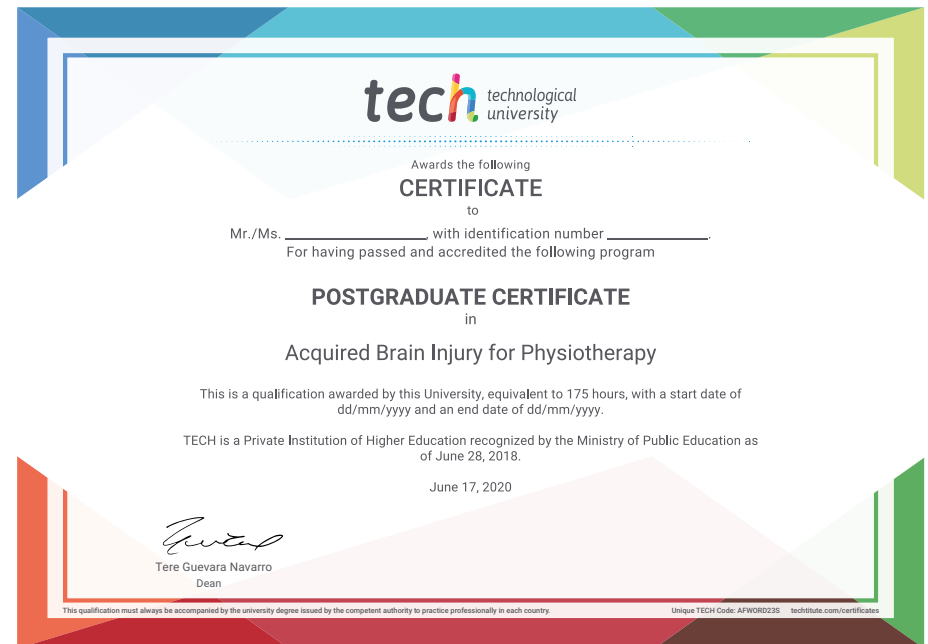 tech technological
university
Awards the following
CERTIFICATE
to
Mr./Ms. ____________________, with identification number ______________.
For having passed and accredited the following program
POSTGRADUATE CERTIFICATE
in
Acquired Brain Injury for Physiotherapy
This is a qualification awarded by this University, equivalent to 175 hours, with a start date of
dd/mm/yyyy and an end date of dd/mm/yyyy.
TECH is a Private Institution of Higher Education recognized by the Ministry of Public Education as
of June 28, 2018.
June 17, 2020
Tere Guevara Navarro
Dean
This qualification must always be accompanied by the university degree issued by the competent authority to practice professionally in each country.
Unique TECH Code: AFWORD23S techtitute.com/certificates